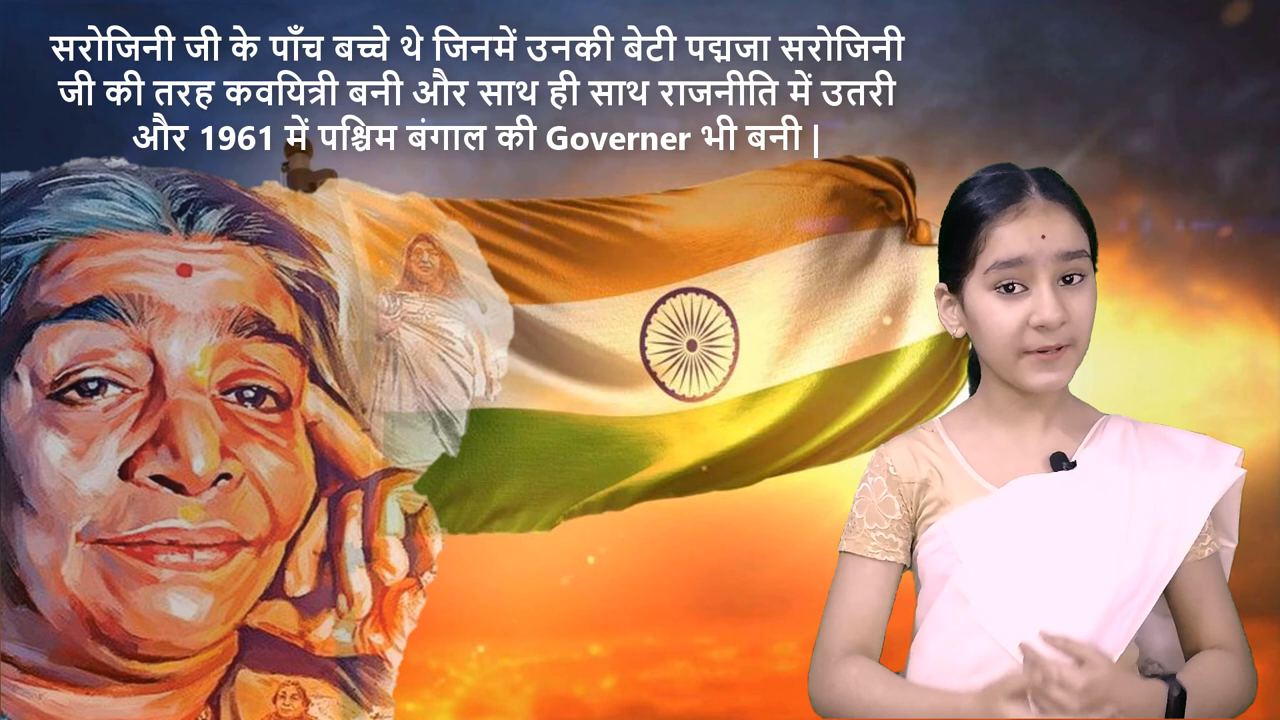 सरोजिनी जी के पाँच बच्चे थे जिनमें उनकी बेटी पद्मजा सरोजिनी
जी की तरह कवयित्री बनी और साथ ही साथ राजनीति में उतरी
और 1961 में पश्चिम बंगाल की Governer भी बनी |